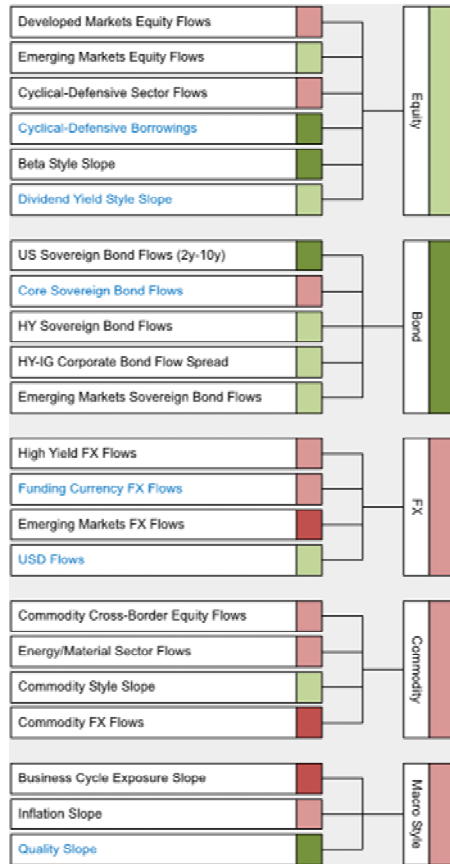 Developed Markets Equity Flows
Emerging Markets Equity Flows
Cyclical-Defensive Sector Flows
Cyclical-Defensive Borrowings
Beta Style Slope
Dividend Yield Style Slope
Equity
US Sovereign Bond Flows (2y-10y)
Core Sovereign Bond Flows
HY Sovereign Bond Flows
HY-IG Corporate Bond Flow Spread
Emerging Markets Sovereign Bond Flows
Bond
High Yield FX Flows
Funding Currency FX Flows
Emerging Markets FX Flows
USD Flows
FX
Commodity Cross-Border Equity Flows
Energy/Material Sector Flows
Commodity Style Slope
Commodity FX Flows
Commodity
Business Cycle Exposure Slope
Inflation Slope
Quality Slope
Macro Style